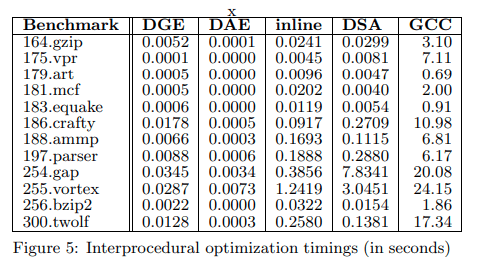 x
Benchmark DGE DAE inline DSA GCC
164.gzip 0.0052 0.0001 0.0241 0.0299 3.10
175.vpr 0.0001 0.0000 0.0045 0.0081 7.11
179.art 0.0005 0.0000 0.0096 0.0047 0.69
181.mcf 0.0005 0.0000 0.0202 0.0040 2.00
183.equake 0.0006 0.0000 0.0119 0.0054 0.91
186.crafty 0.0178 0.0005 0.0917 0.2709 10.98
188.ammp 0.0066 0.0003 0.1693 0.1115 6.81
197.parser 0.0088 0.0006 0.1888 0.2880 6.17
254.gap 0.0345 0.0034 0.3856 7.8341 20.08
255.vortex 0.0287 0.0073 1.2419 3.0451 24.15
256.bzip2 0.0022 0.0000 0.0322 0.0154 1.86
300.twolf 0.0128 0.0003 0.2580 0.1381 17.34
Figure 5: Interprocedural optimization timings (in seconds)